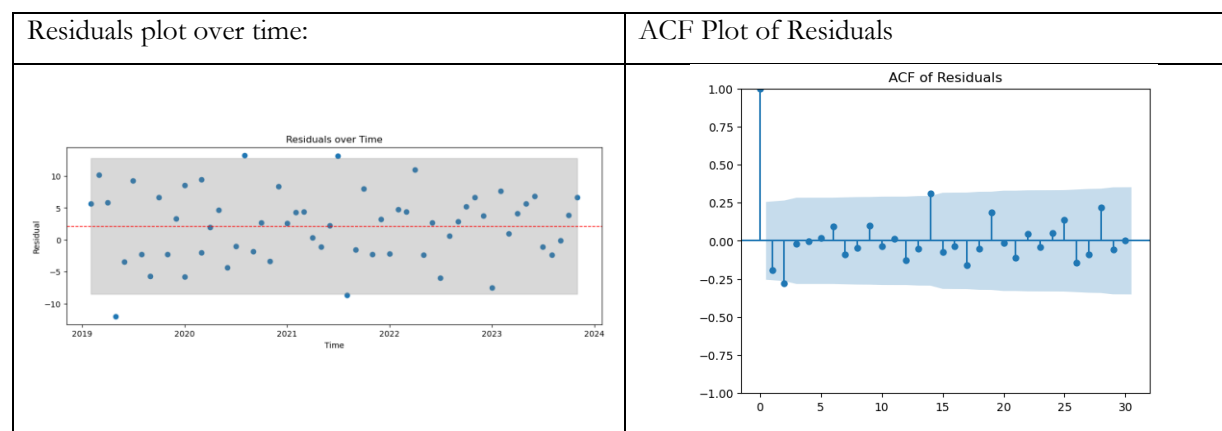 Residuals plot over time:
ACF Plot of Residuals
Residuals over Time
Residual
10
5
0
−5
−10
2019 2020 2021 2022 2023 2024
Time
ACF of Residuals
1.00
0.75
0.50
0.25
0.00
−0.25
−0.50
−0.75
−1.00
0 5 10 15 20 25 30